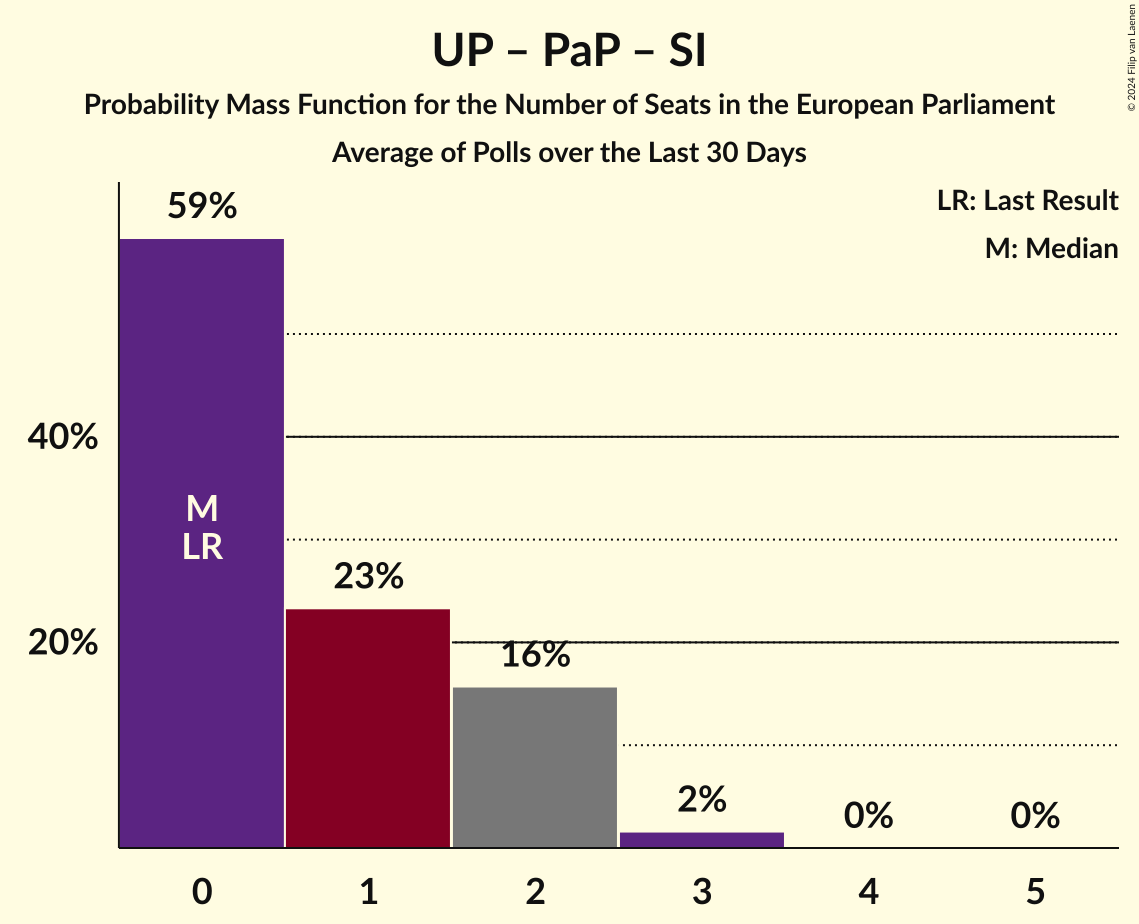 UP – PaP – SI
Probability Mass Function for the Number of Seats in the European Parliament
Average of Polls over the Last 30 Days
© 2024 Filip van Laenen
LR: Last Result
M: Median
59%
40%
M
LR
23%
20%
16%
2%
0%
0%
0
1
2
3
4
5